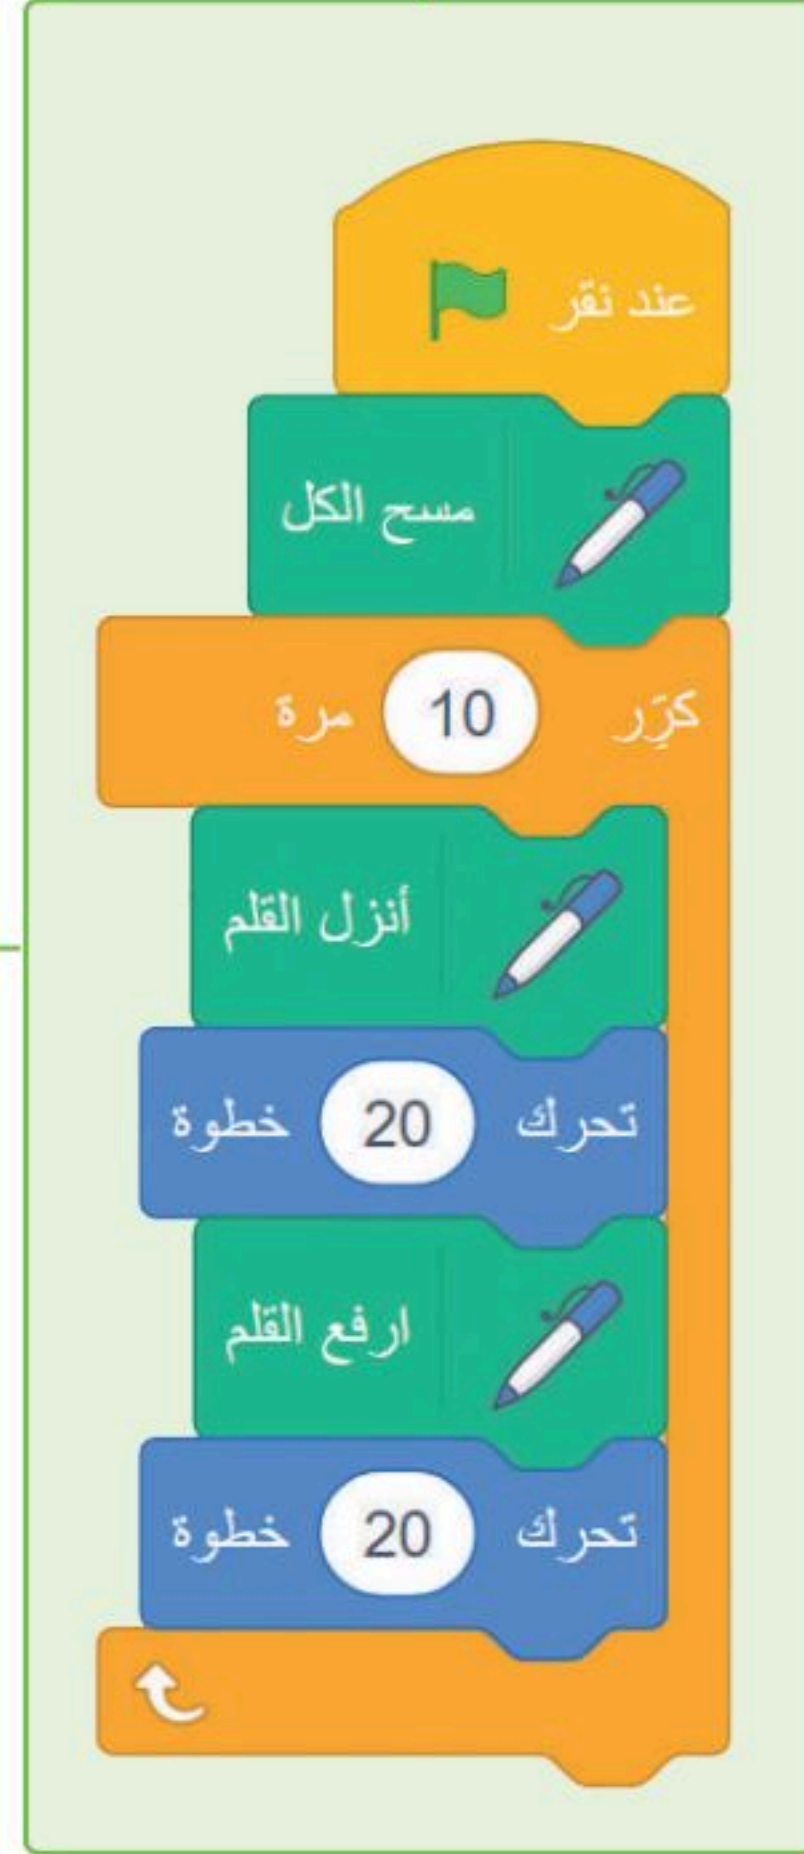 عند نقر
مسح الكل
كرِّر 10 مرة
أنزل القلم
تحرك 20 خطوة
ارفع القلم
تحرك 20 خطوة